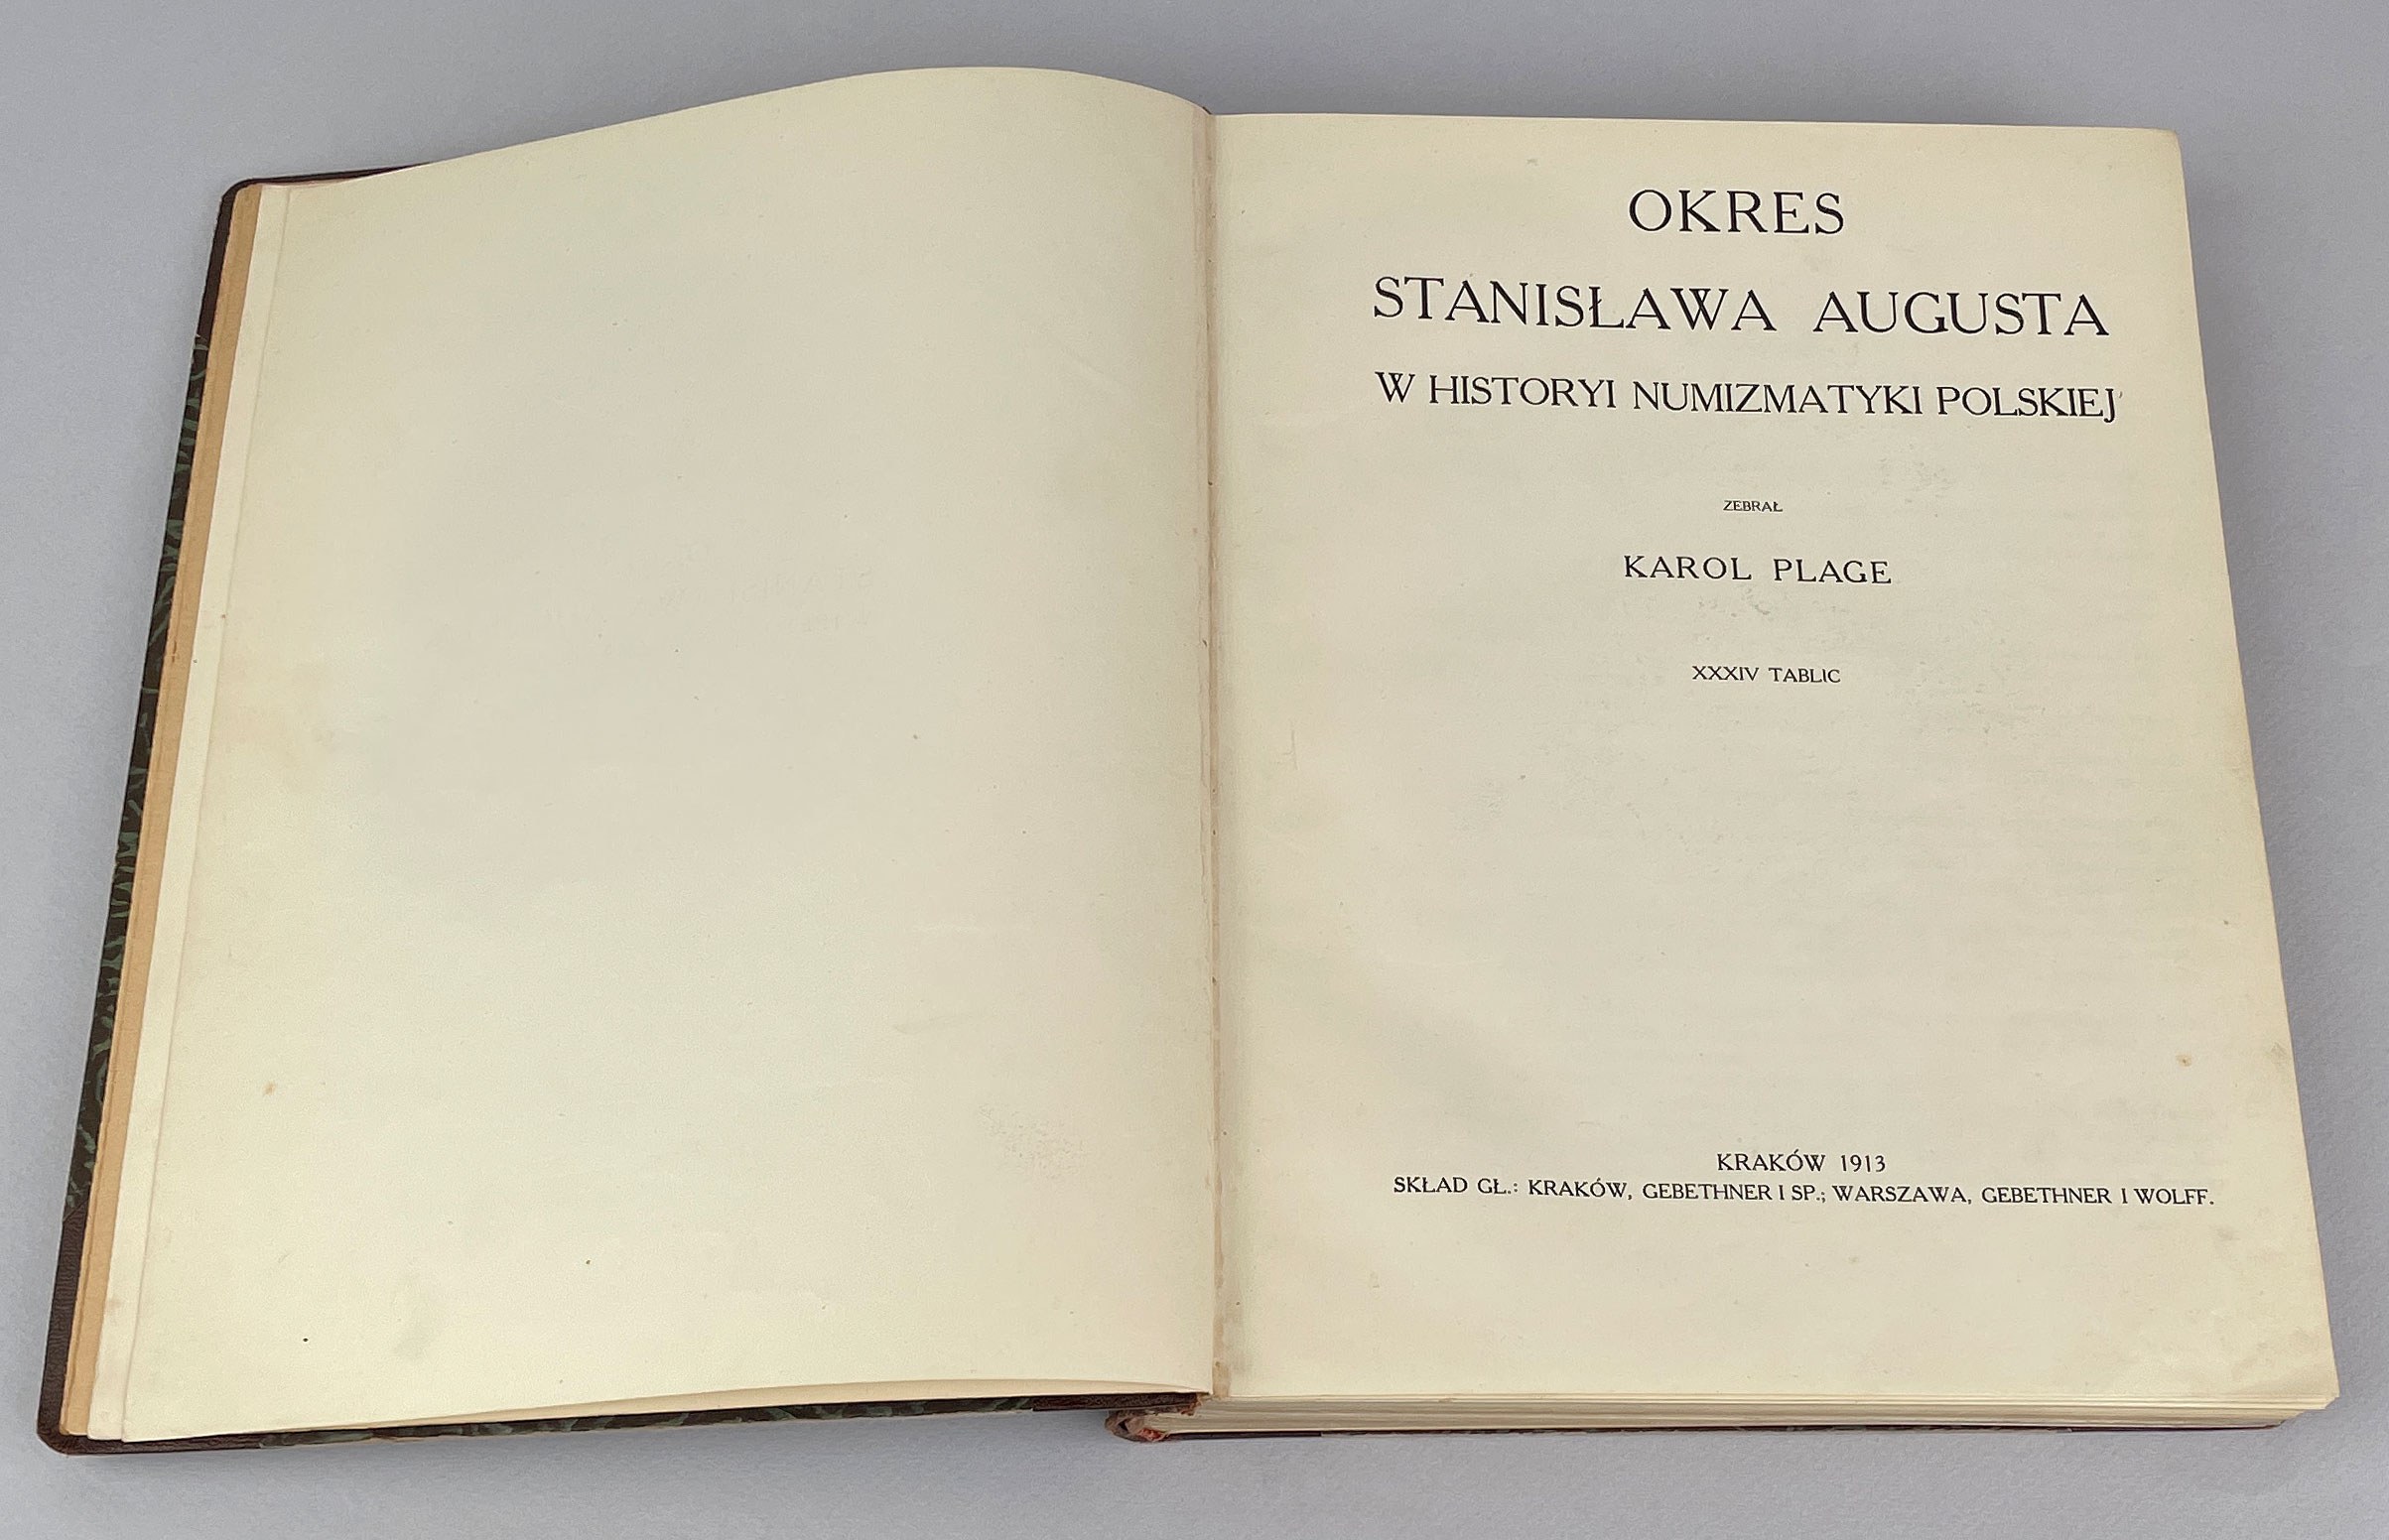 OKRES
STANISŁAWA AUGUSTA
W HISTORYI NUMIZMATYKI POLSKIEJ
ZEBRAŁ
KAROL PLAGE
XXXIV TABLIC
KRAKÓW 1913
SKŁAD GŁ.: KRAKÓW, GEBETHNER I SP.; WARSZAWA, GEBETHNER I WOLFF.